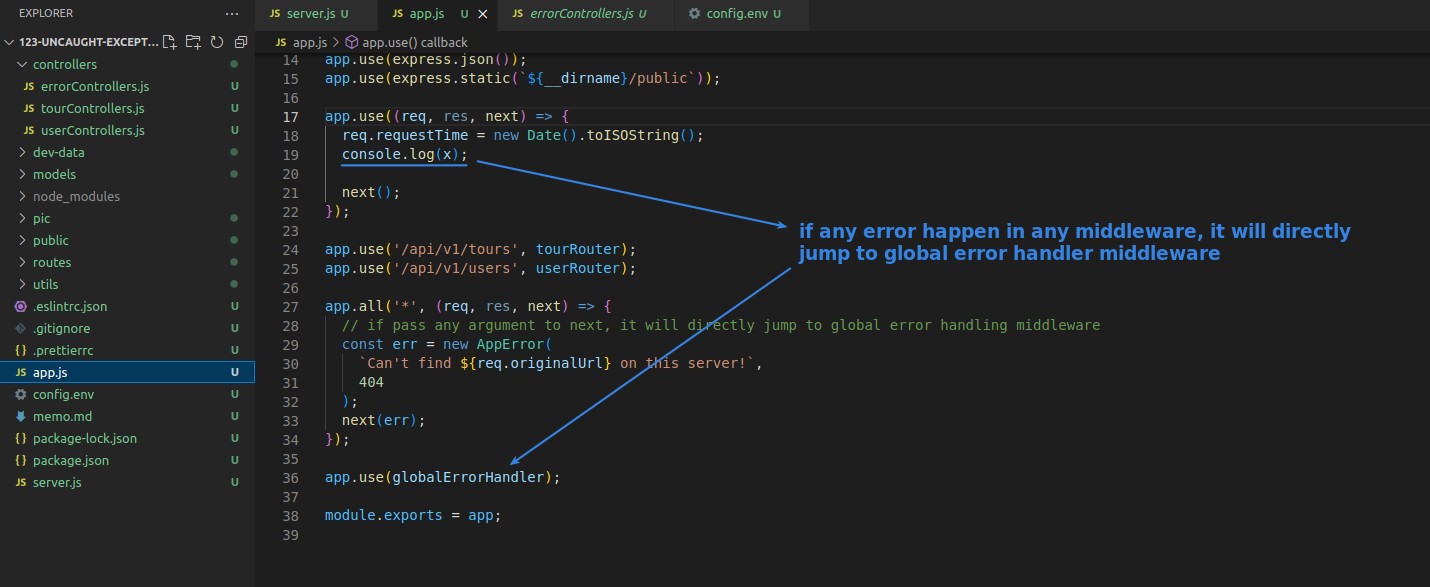 EXPLORER ...
123-UNCAUGHT-EXCEPT...
controllers
JS errorControllers.js U
JS tourControllers.js U
JS userControllers.js U
dev-data
models
node_modules
pic
public
routes
utils
.eslintrc.json U
.gitignore U
{} .prettierrc U
JS app.js U
config.env U
memo.md U
{} package-lock.json U
{} package.json U
JS server.js U
JS server.js U JS app.js U JS errorControllers.js U config.env U
JS app.js > app.use() callback
14 app.use(express.json());
15 app.use(express.static(`${__dirname}/public`));
16
17 app.use((req, res, next) => {
18 req.requestTime = new Date().toISOString();
19 console.log(x);
20
21 next();
22 });
23
24 app.use('/api/v1/tours', tourRouter);
25 app.use('/api/v1/users', userRouter);
26
27 app.all('*', (req, res, next) => {
28 // if pass any argument to next, it will directly jump to global error handling middleware
29 const err = new AppError(
30 `Can't find ${req.originalUrl} on this server!`,
31 404
32 );
33 next(err);
34 });
35
36 app.use(globalErrorHandler);
37
38 module.exports = app;
39
if any error happen in any middleware, it will directly
jump to global error handler middleware